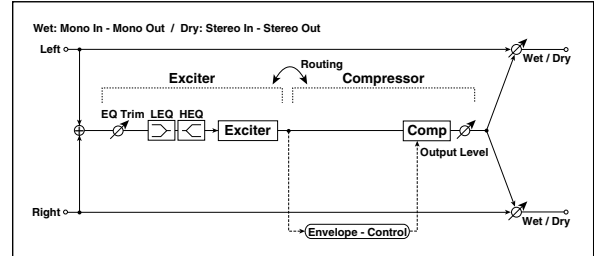 Wet: Mono In - Mono Out / Dry: Stereo In - Stereo Out
Left
Wet / Dry
Routing
Exciter
Compressor
EQ Trim
LEQ
HEQ
Exciter
Comp
Output Level
Right
Wet / Dry
Envelope - Control